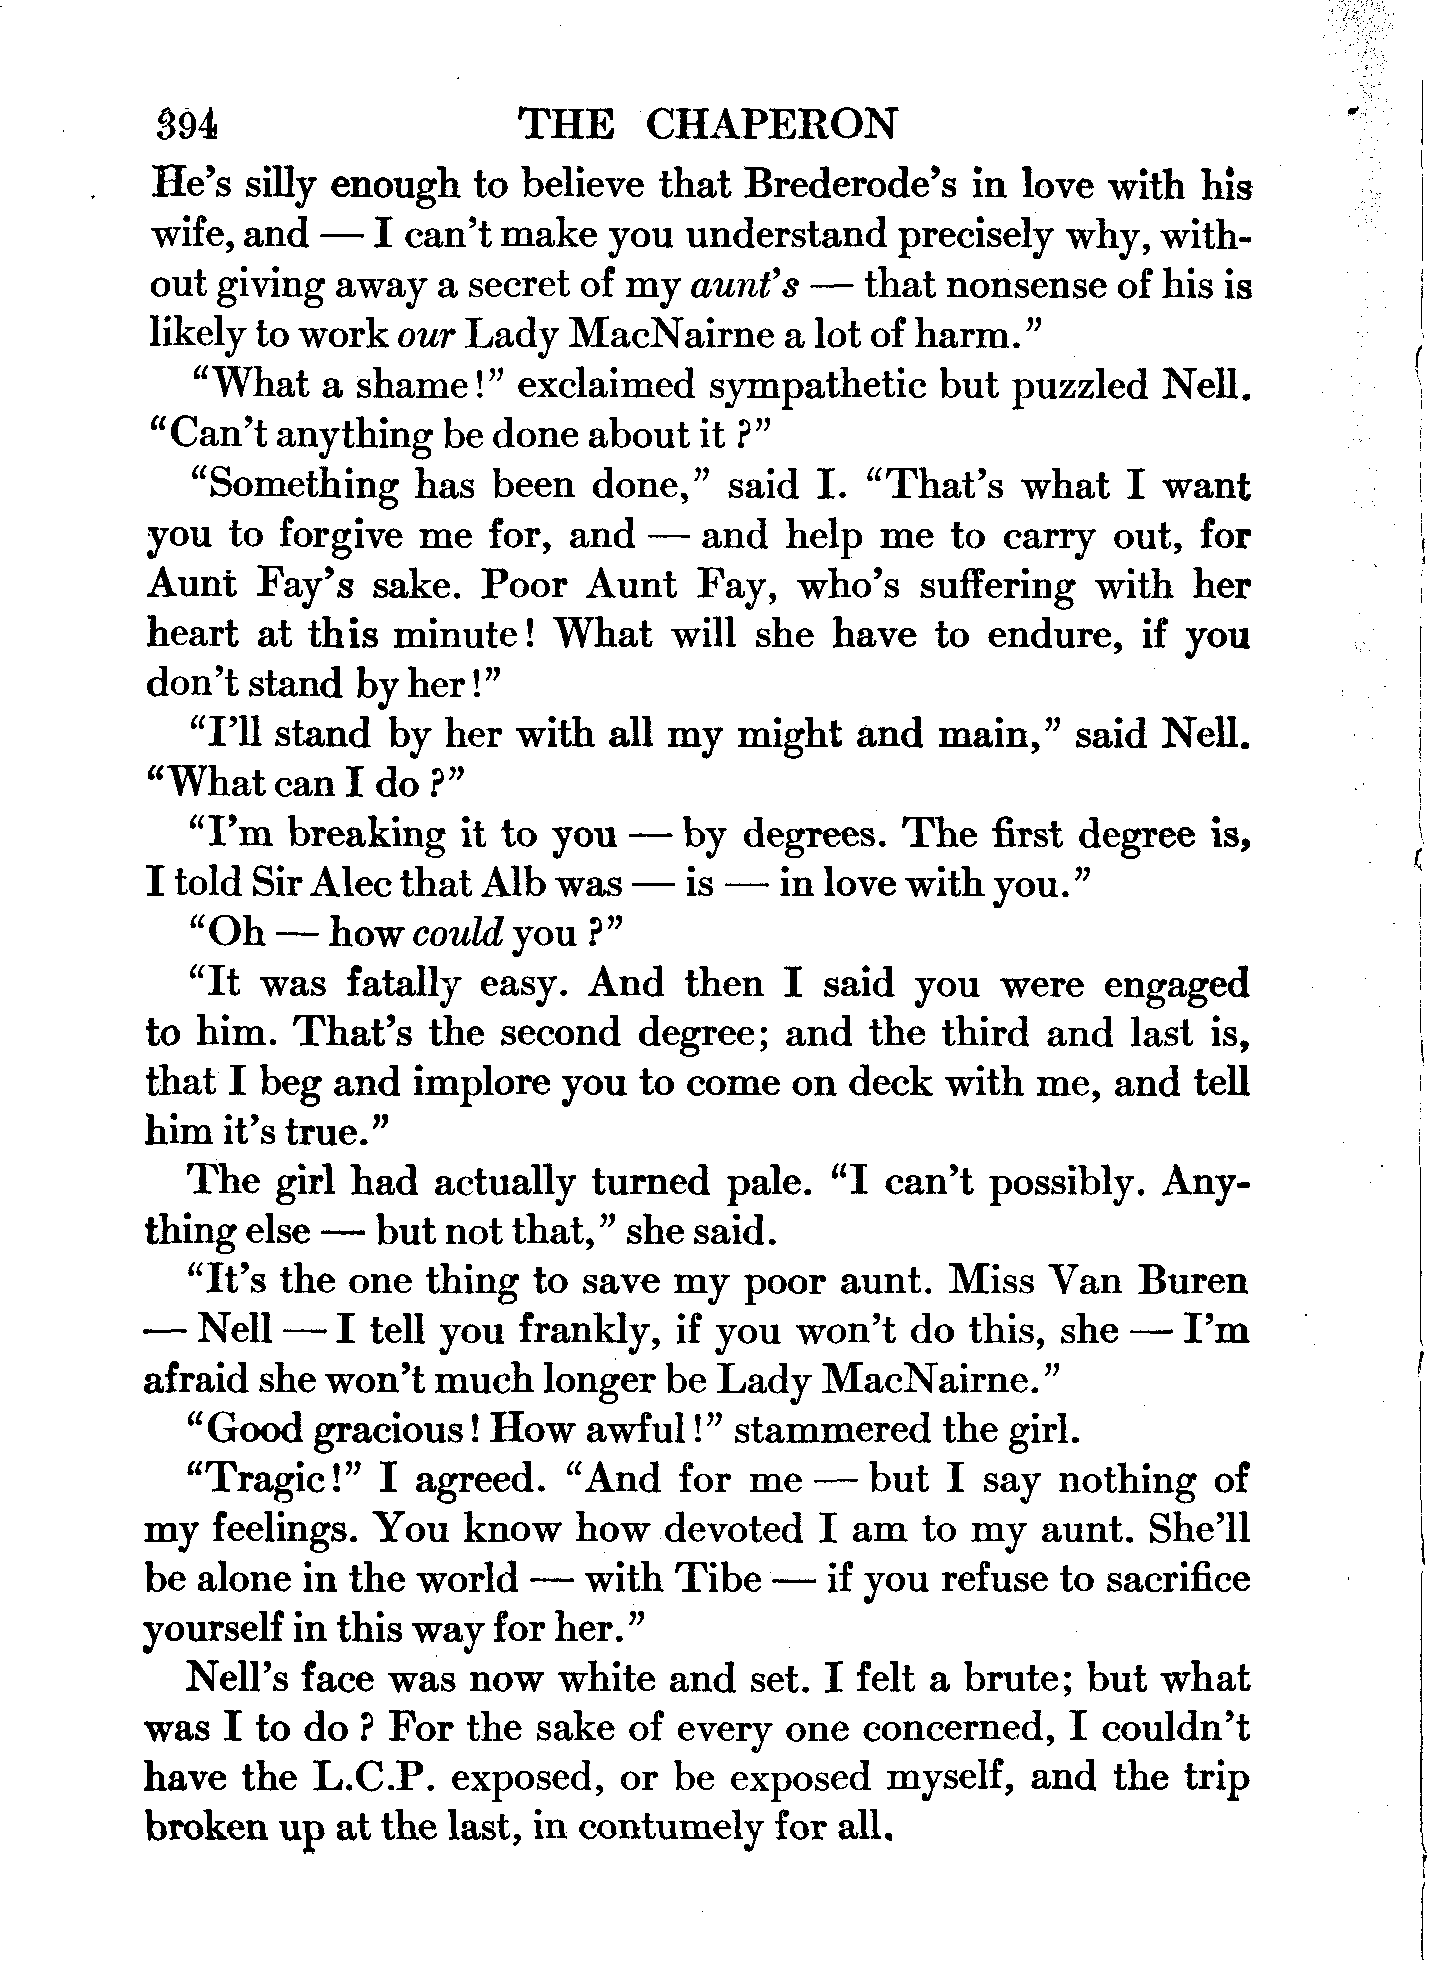 394 THE CHAPERON
He's silly enough to believe that Brederode's in love with his
wife, and — I can't make you understand precisely why, with-
out giving away a secret of my aunt's — that nonsense of his is
likely to work our Lady MacNairne a lot of harm."
"What a shame!" exclaimed sympathetic but puzzled Nell.
"Can't anything be done about it?"
"Something has been done," said I. "That's what I want
you to forgive me for, and — and help me to carry out, for
Aunt Fay's sake. Poor Aunt Fay, who's suffering with her
heart at this minute! What will she have to endure, if you
don't stand by her!"
"I'll stand by her with all my might and main," said Nell.
"What can I do?"
"I'm breaking it to you — by degrees. The first degree is,
I told Sir Alec that Alb was — is — in love with you."
"Oh — how could you?"
"It was fatally easy. And then I said you were engaged
to him. That's the second degree; and the third and last is,
that I beg and implore you to come on deck with me, and tell
him it's true."
The girl had actually turned pale. "I can't possibly. Any-
thing else — but not that," she said.
"It's the one thing to save my poor aunt. Miss Van Buren
— Nell — I tell you frankly, if you won't do this, she — I'm
afraid she won't much longer be Lady MacNairne."
"Good gracious! How awful!" stammered the girl.
"Tragic!" I agreed. "And for me — but I say nothing of
my feelings. You know how devoted I am to my aunt. She'll
be alone in the world — with Tibe — if you refuse to sacrifice
yourself in this way for her."
Nell's face was now white and set. I felt a brute; but what
was I to do? For the sake of every one concerned, I couldn't
have the L.C.P. exposed, or be exposed myself, and the trip
broken up at the last, in contumely for all.